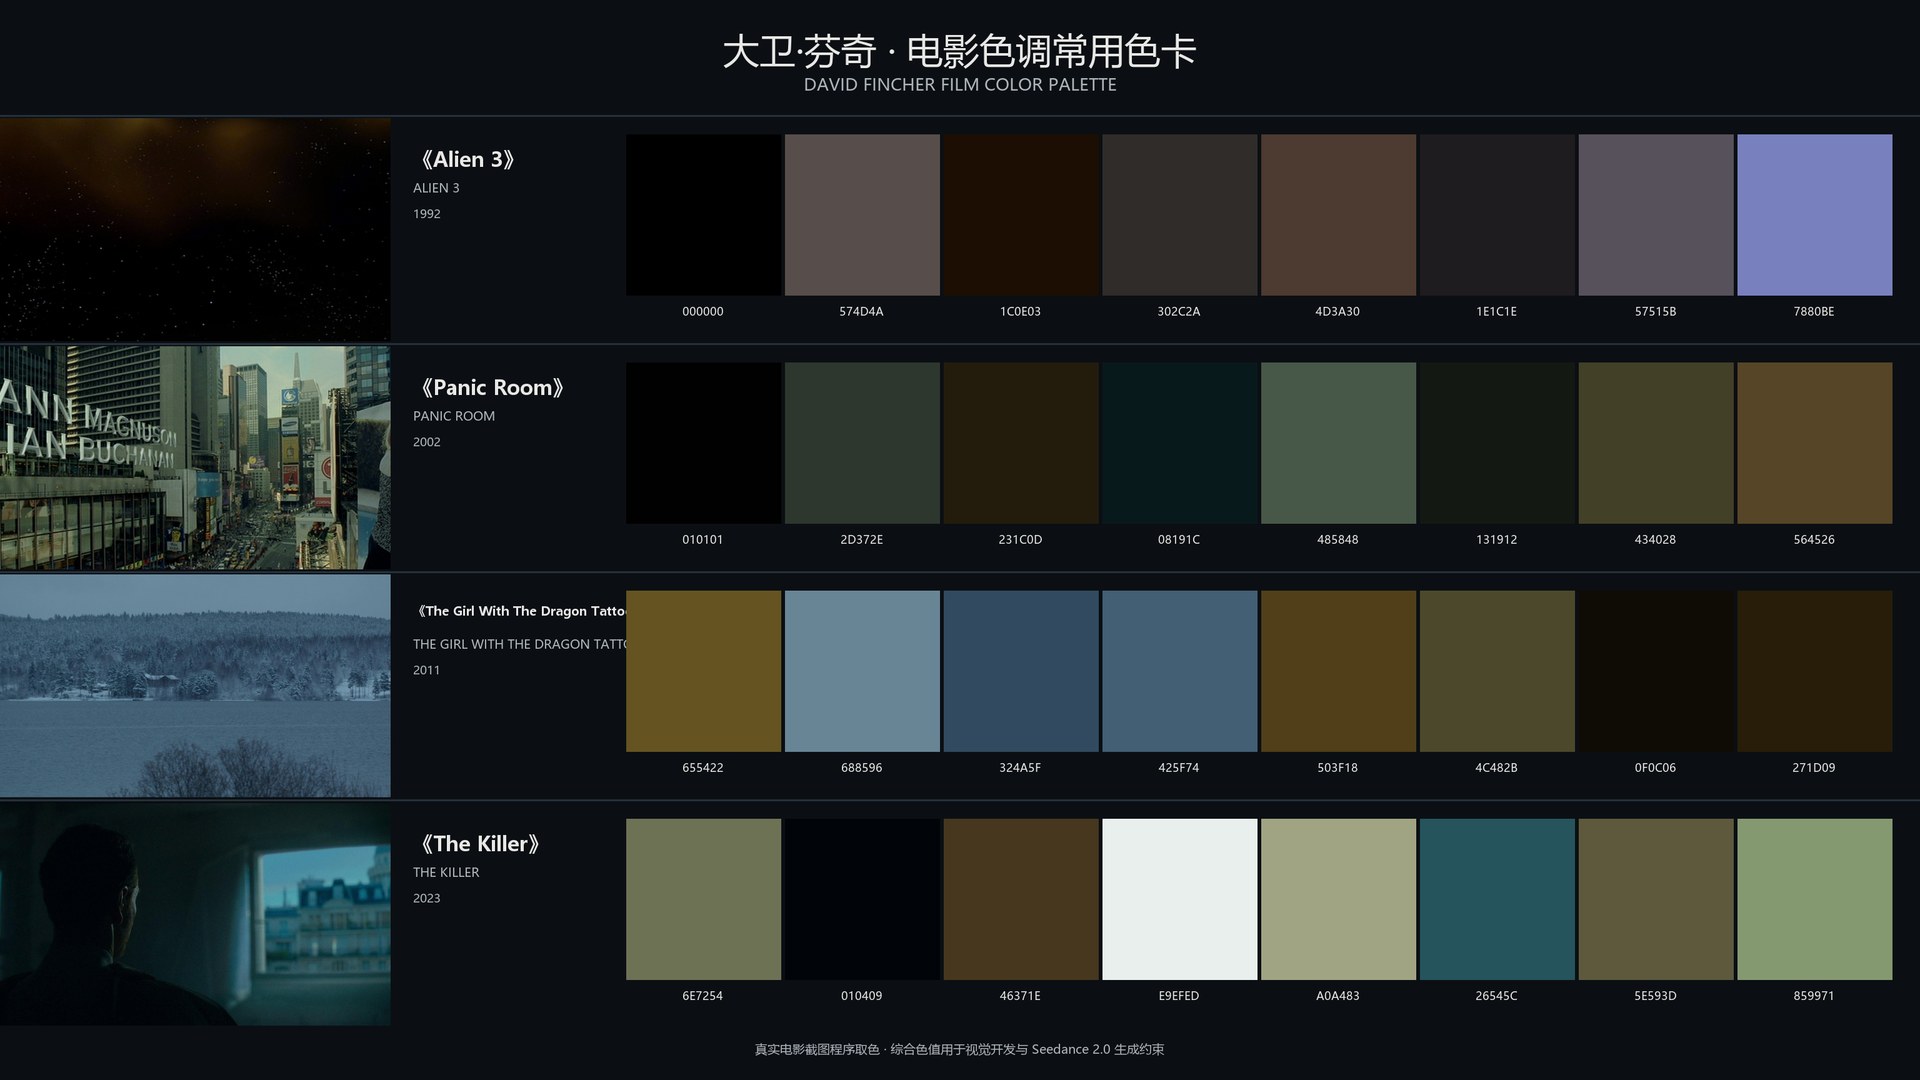 大卫·芬奇 · 电影色调常用色卡
DAVID FINCHER FILM COLOR PALETTE
《Alien 3》
ALIEN 3
1992
000000 574D4A 1C0E03 302C2A 4D3A30 1E1C1E 57515B 7880BE
ANN MAGNUSON
IAN BUCHANAN
《Panic Room》
PANIC ROOM
2002
010101 2D372E 231C0D 08191C 485848 131912 434028 564526
《The Girl With The Dragon Tatto
THE GIRL WITH THE DRAGON TATT
2011
655422 688596 324A5F 425F74 503F18 4C482B 0F0C06 271D09
《The Killer》
THE KILLER
2023
6E7254 010409 46371E E9EFED A0A483 26545C 5E593D 859971
真实电影截图程序取色 · 综合色值用于视觉开发与 Seedance 2.0 生成约束